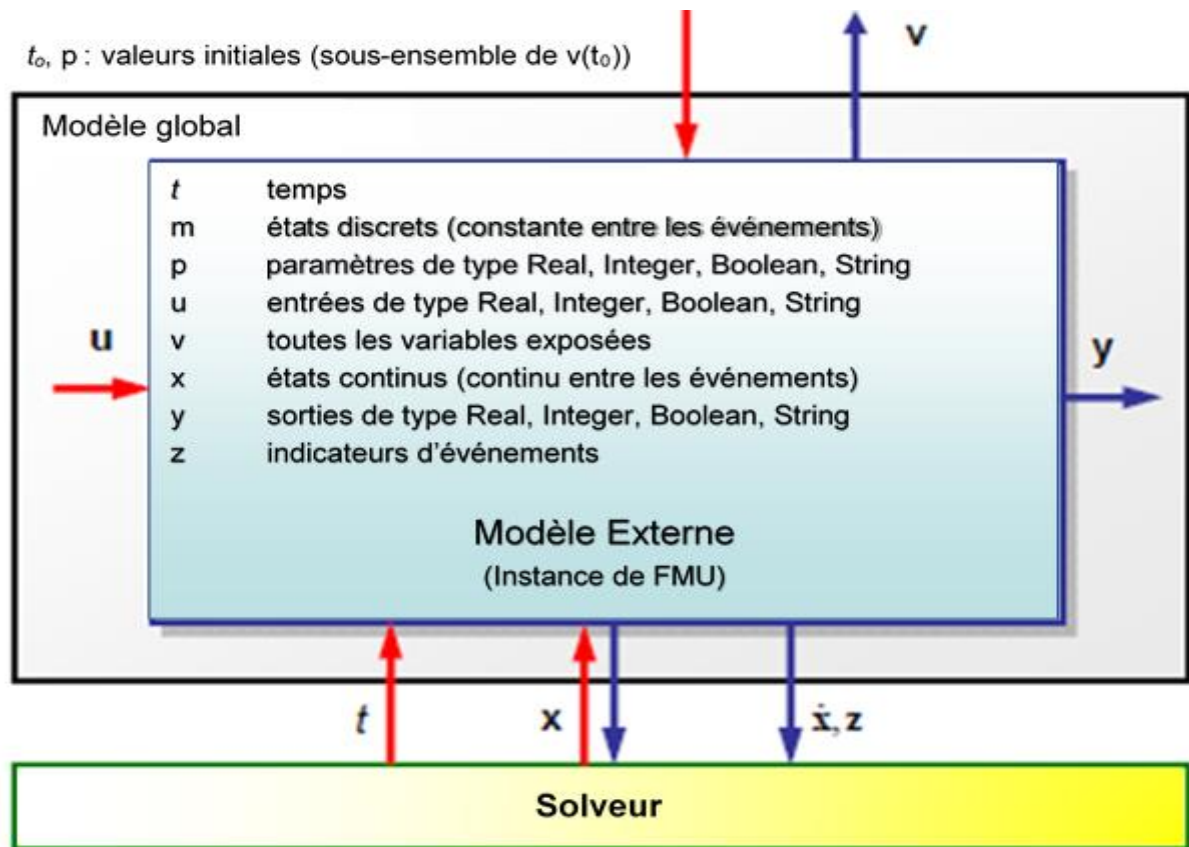 t₀, p : valeurs initiales (sous-ensemble de v(t₀))
v
Modèle global
t temps
m états discrets (constante entre les événements)
p paramètres de type Real, Integer, Boolean, String
u entrées de type Real, Integer, Boolean, String
v toutes les variables exposées
x états continus (continu entre les événements)
y sorties de type Real, Integer, Boolean, String
z indicateurs d'événements
u
y
Modèle Externe
(Instance de FMU)
t
x
ẋ, z
Solveur